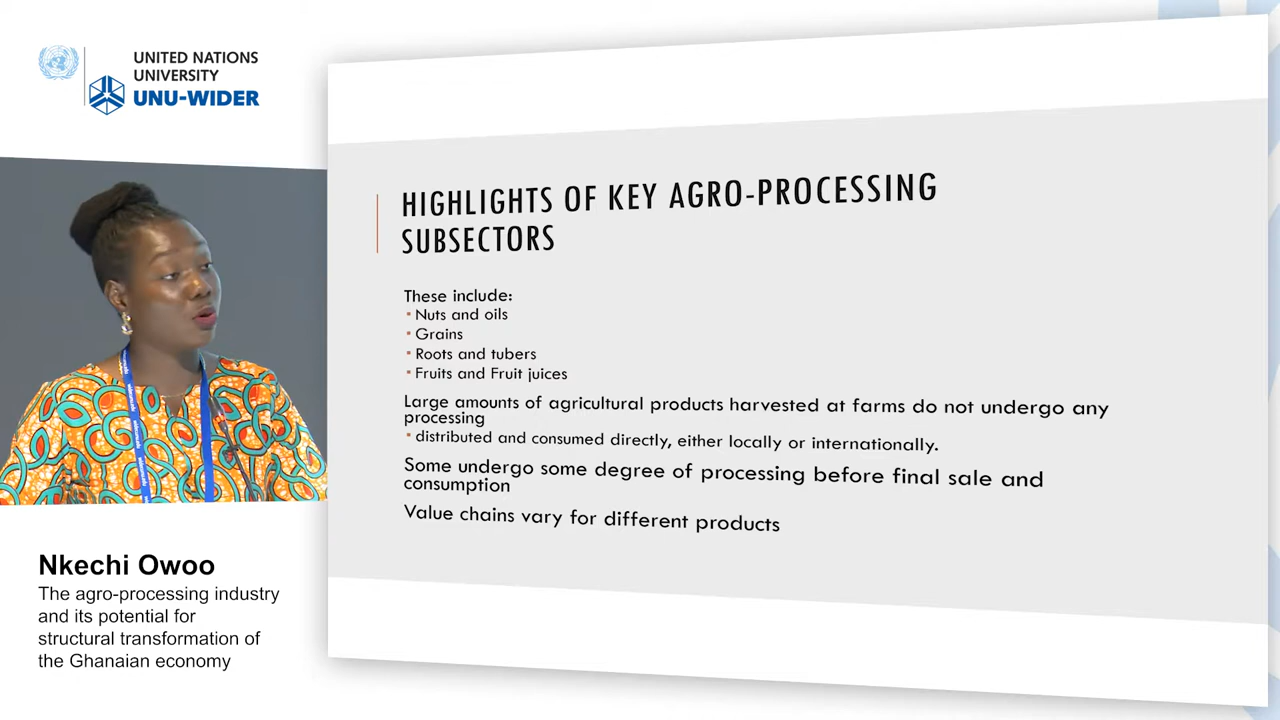 UNITED NATIONS
UNIVERSITY
UNU-WIDER
HIGHLIGHTS OF KEY AGRO-PROCESSING
SUBSECTORS
These include:
▪ Nuts and oils
▪ Grains
▪ Roots and tubers
▪ Fruits and Fruit juices
Large amounts of agricultural products harvested at farms do not undergo any
processing
▪ distributed and consumed directly, either locally or internationally.
Some undergo some degree of processing before final sale and
consumption
Value chains vary for different products
Nkechi Owoo
The agro-processing industry
and its potential for
structural transformation of
the Ghanaian economy